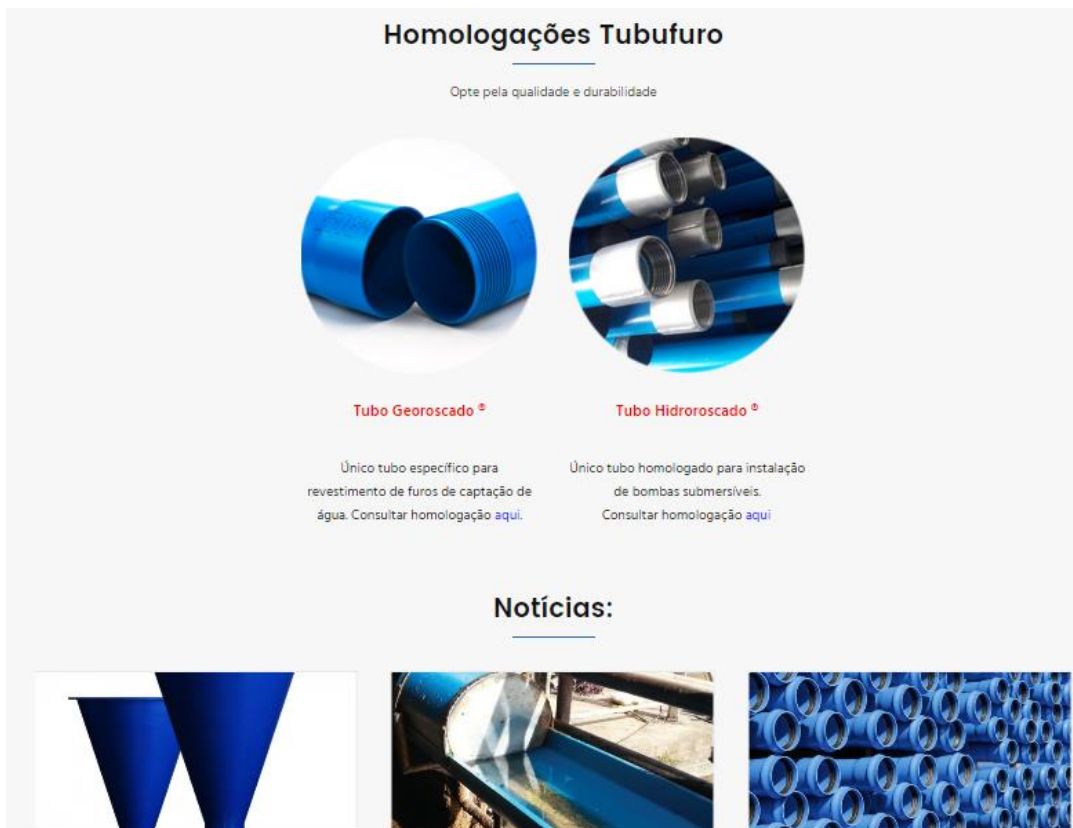 Homologações Tubufuro
Opte pela qualidade e durabilidade
Tubo Georoscado ®
Tubo Hidroroscado ®
Único tubo específico para
revestimento de furos de captação de
água. Consultar homologação aqui.
Único tubo homologado para instalação
de bombas submersíveis.
Consultar homologação aqui
Notícias: